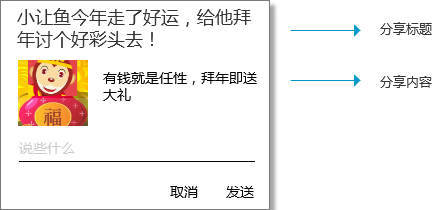 小让鱼今年走了好运，给他拜
年讨个好彩头去！
分享标题
有钱就是任性，拜年即送
大礼
分享内容
福
说些什么
取消 发送